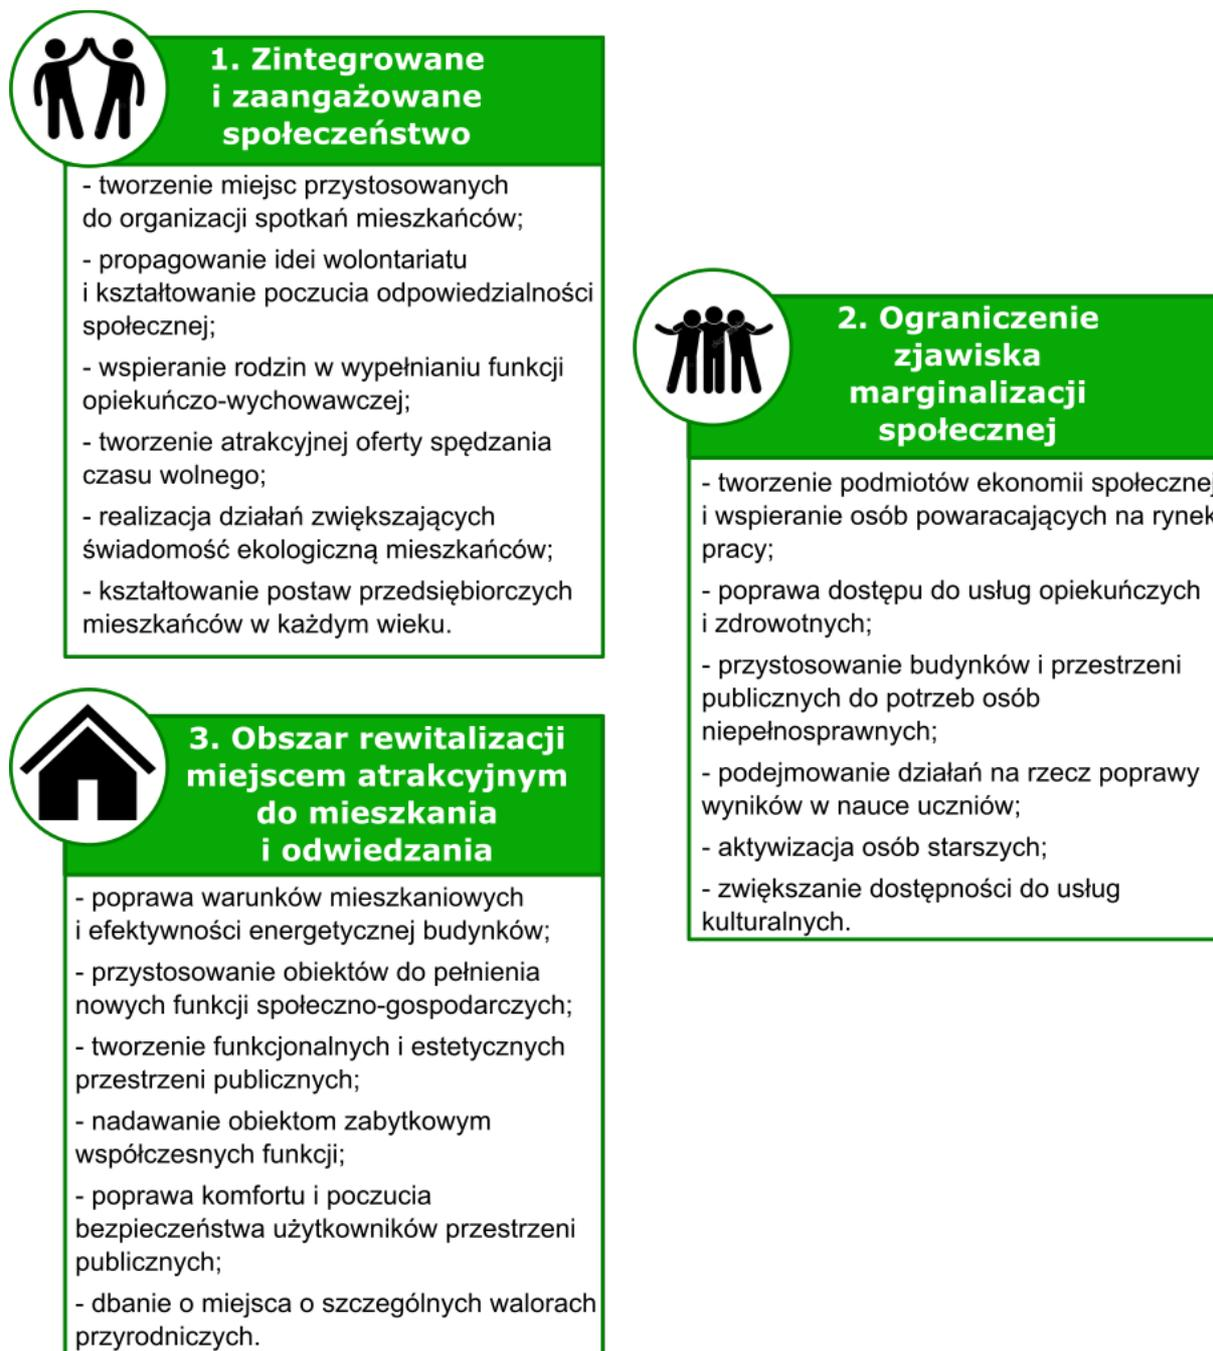 1. Zintegrowane
i zaangażowane
społeczeństwo
- tworzenie miejsc przystosowanych
do organizacji spotkań mieszkańców;
- propagowanie idei wolontariatu
i kształtowanie poczucia odpowiedzialności
społecznej;
- wspieranie rodzin w wypełnianiu funkcji
opiekuńczo-wychowawczej;
- tworzenie atrakcyjnej oferty spędzania
czasu wolnego;
- realizacja działań zwiększających
świadomość ekologiczną mieszkańców;
- kształtowanie postaw przedsiębiorczych
mieszkańców w każdym wieku.
2. Ograniczenie
zjawiska
marginalizacji
społecznej
- tworzenie podmiotów ekonomii społecznej
i wspieranie osób powaracających na rynek
pracy;
- poprawa dostępu do usług opiekuńczych
i zdrowotnych;
- przystosowanie budynków i przestrzeni
publicznych do potrzeb osób
niepełnosprawnych;
- podejmowanie działań na rzecz poprawy
wyników w nauce uczniów;
- aktywizacja osób starszych;
- zwiększanie dostępności do usług
kulturalnych.
3. Obszar rewitalizacji
miejscem atrakcyjnym
do mieszkania
i odwiedzania
- poprawa warunków mieszkaniowych
i efektywności energetycznej budynków;
- przystosowanie obiektów do pełnienia
nowych funkcji społeczno-gospodarczych;
- tworzenie funkcjonalnych i estetycznych
przestrzeni publicznych;
- nadawanie obiektom zabytkowym
współczesnych funkcji;
- poprawa komfortu i poczucia
bezpieczeństwa użytkowników przestrzeni
publicznych;
- dbanie o miejsca o szczególnych walorach
przyrodniczych.